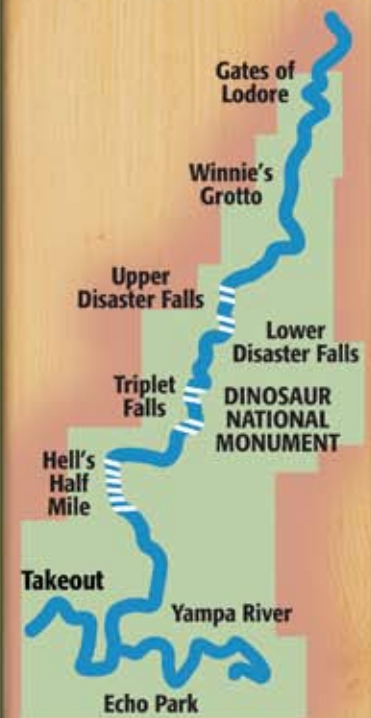 Gates of
Lodore
Winnie's
Grotto
Upper
Disaster Falls
Lower
Disaster Falls
Triplet
Falls
DINOSAUR
NATIONAL
MONUMENT
Hell's
Half
Mile
Takeout
Yampa River
Echo Park